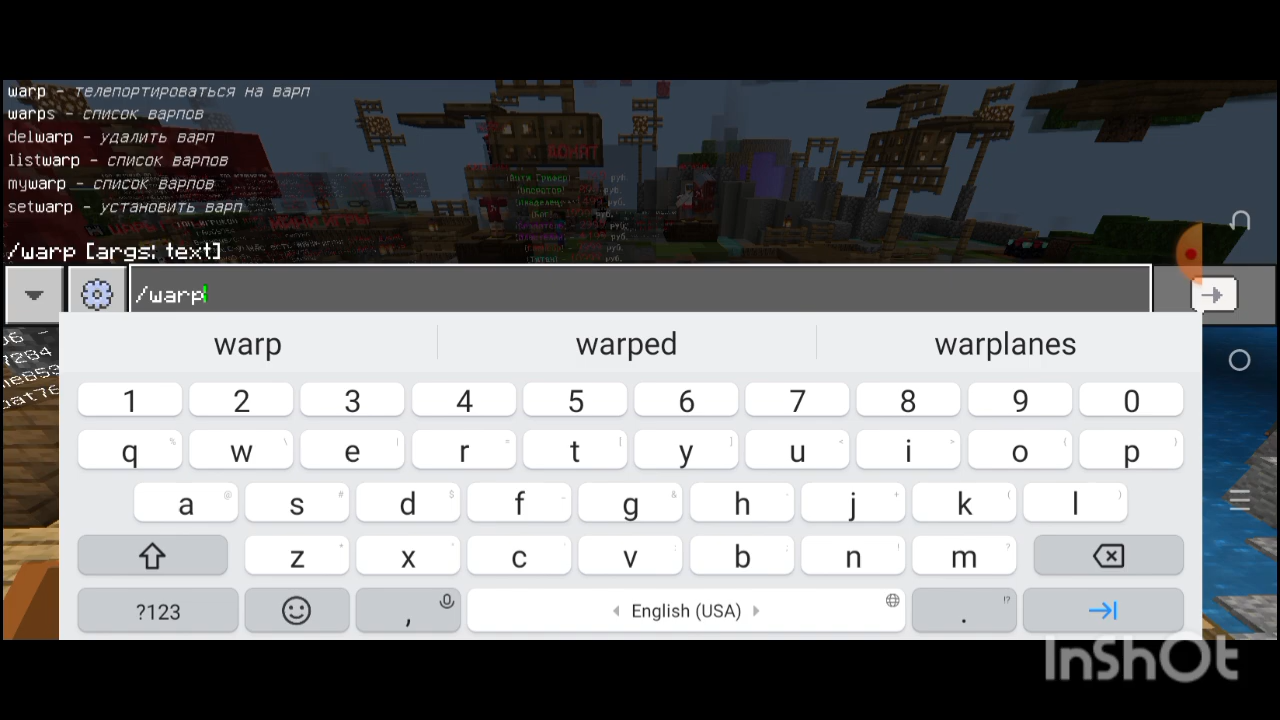 warp - телепортироваться на варп
warps - список варпов
delwarp - удалить варп
listwarp - список варпов
mywarp - список варпов
setwarp - установить варп
ДОНАТ
/warp [args: text]
/warp
warp warped warplanes
1 2 3 4 5 6 7 8 9 0
q w e r t y u i o p
a s d f g h j k l
z x c v b n m
?123 , English (USA) .
InShOt